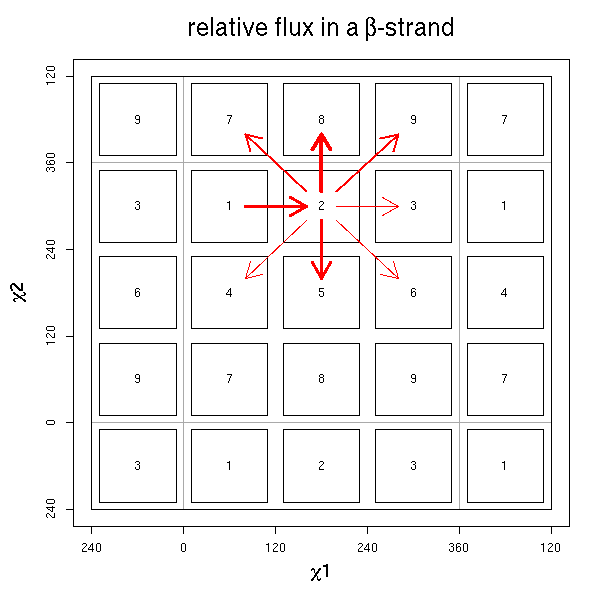 relative flux in a β-strand
120
9 7 8 9 7
360
3 1 2 3 1
240
6 4 5 6 4
χ2
120
9 7 8 9 7
0
3 1 2 3 1
240
240 0 120 240 360 120
χ1